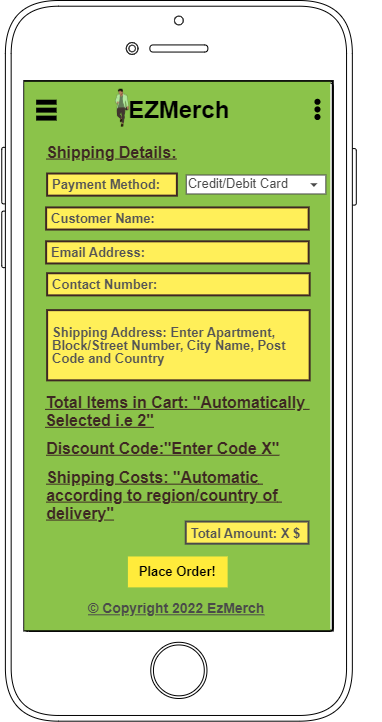 EZMerch
Shipping Details:
Payment Method:
Credit/Debit Card
Customer Name:
Email Address:
Contact Number:
Shipping Address: Enter Apartment,
Block/Street Number, City Name, Post
Code and Country
Total Items in Cart: "Automatically
Selected i.e 2"
Discount Code:"Enter Code X"
Shipping Costs: "Automatic
according to region/country of
delivery"
Total Amount: X $
Place Order!
© Copyright 2022 EzMerch